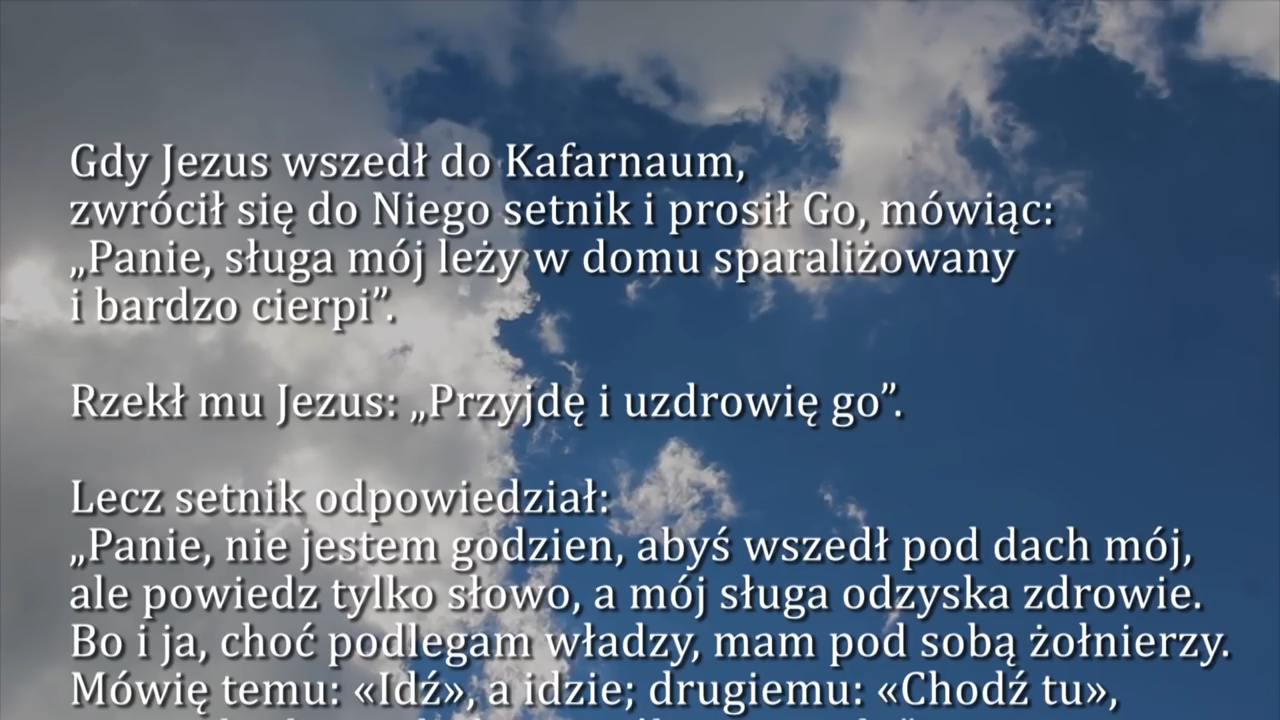 Gdy Jezus wszedł do Kafarnaum,
zwrócił się do Niego setnik i prosił Go, mówiąc:
„Panie, sługa mój leży w domu sparaliżowany
i bardzo cierpi”.
Rzekł mu Jezus: „Przyjdę i uzdrowię go”.
Lecz setnik odpowiedział:
„Panie, nie jestem godzien, abyś wszedł pod dach mój,
ale powiedz tylko słowo, a mój sługa odzyska zdrowie.
Bo i ja, choć podlegam władzy, mam pod sobą żołnierzy.
Mówię temu: «Idź», a idzie; drugiemu: «Chodź tu»,